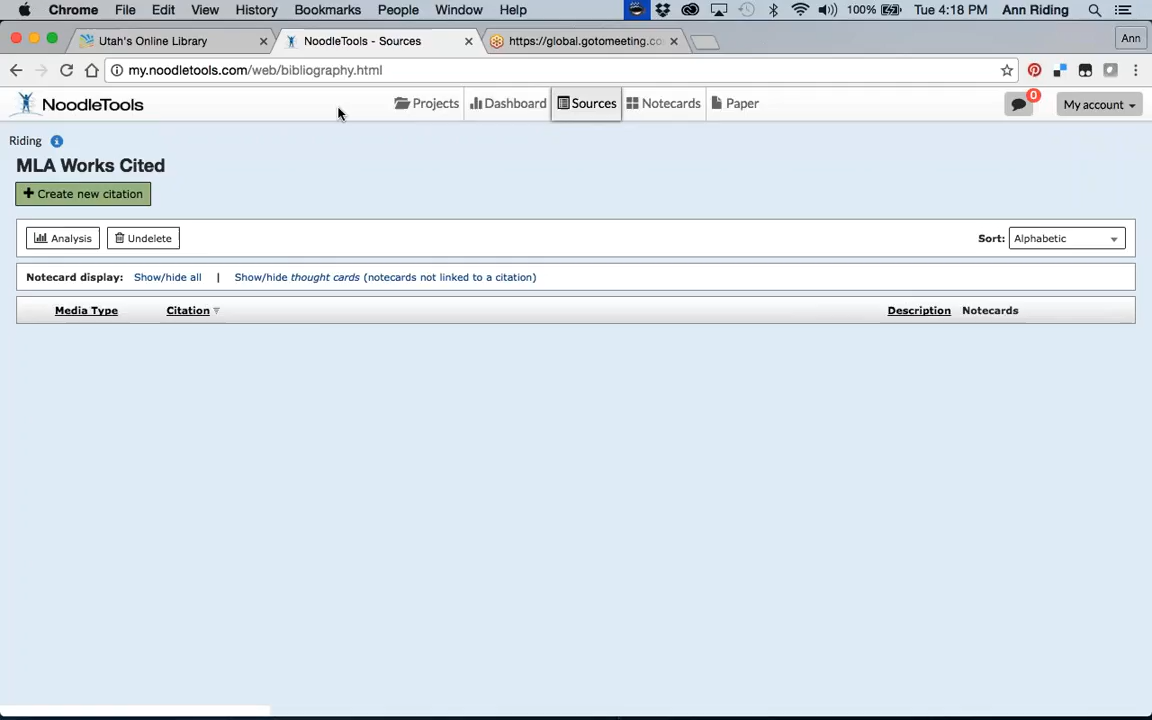 Chrome File Edit View History Bookmarks People Window Help 100% Tue 4:18 PM Ann Riding
Utah's Online Library NoodleTools - Sources https://global.gotomeeting.co Ann
my.noodletools.com/web/bibliography.html
NoodleTools Projects Dashboard Sources Notecards Paper 0 My account
Riding
MLA Works Cited
Create new citation
Analysis Undelete Sort: Alphabetic
Notecard display: Show/hide all | Show/hide thought cards (notecards not linked to a citation)
Media Type Citation Description Notecards